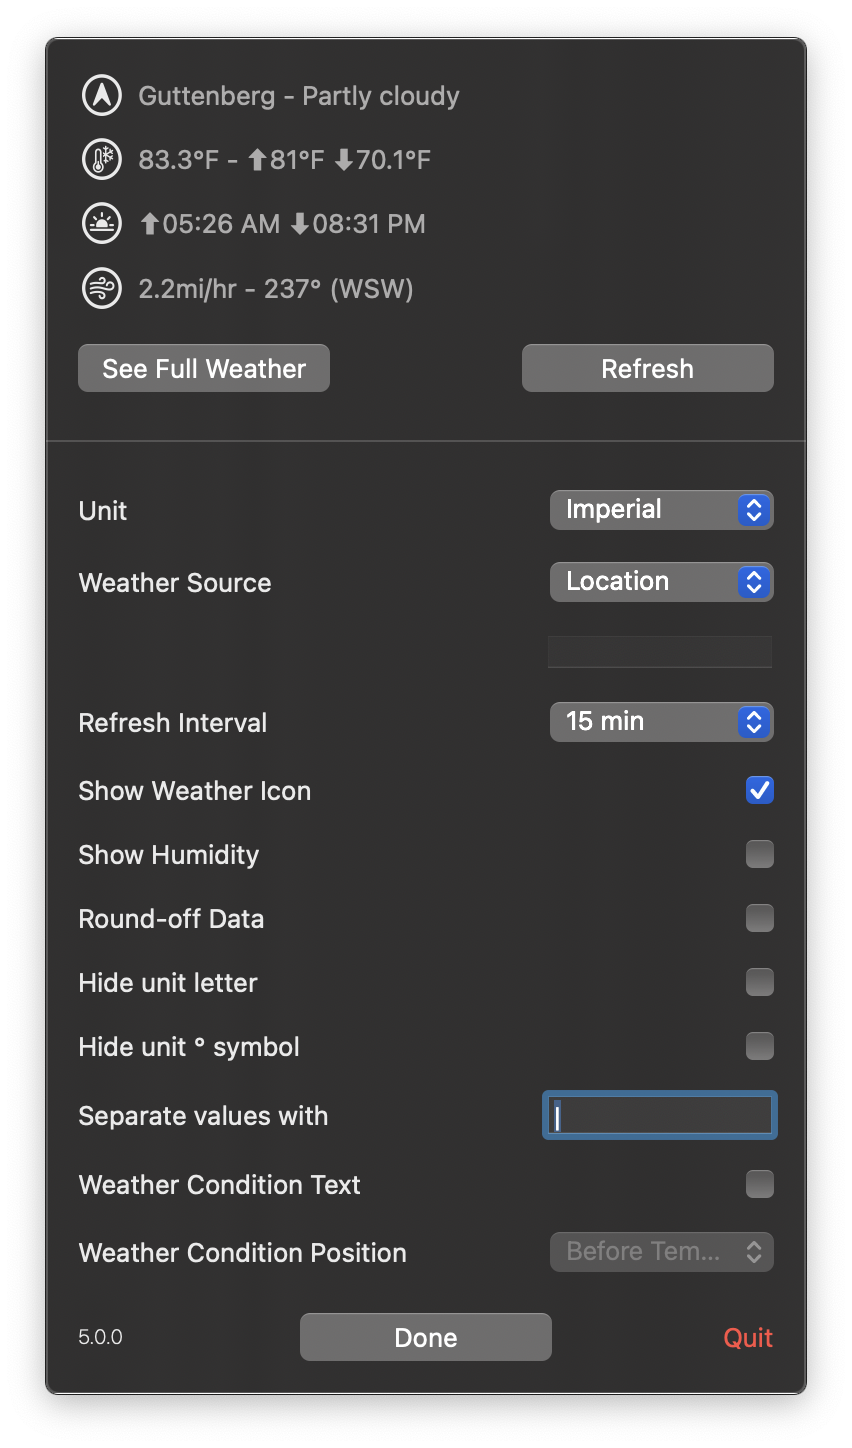 Guttenberg - Partly cloudy
83.3°F - ⬆81°F ⬇70.1°F
⬆05:26 AM ⬇08:31 PM
2.2mi/hr - 237° (WSW)
See Full Weather Refresh
Unit Imperial
Weather Source Location
Refresh Interval 15 min
Show Weather Icon
Show Humidity
Round-off Data
Hide unit letter
Hide unit ° symbol
Separate values with |
Weather Condition Text
Weather Condition Position Before Tem...
5.0.0 Done Quit